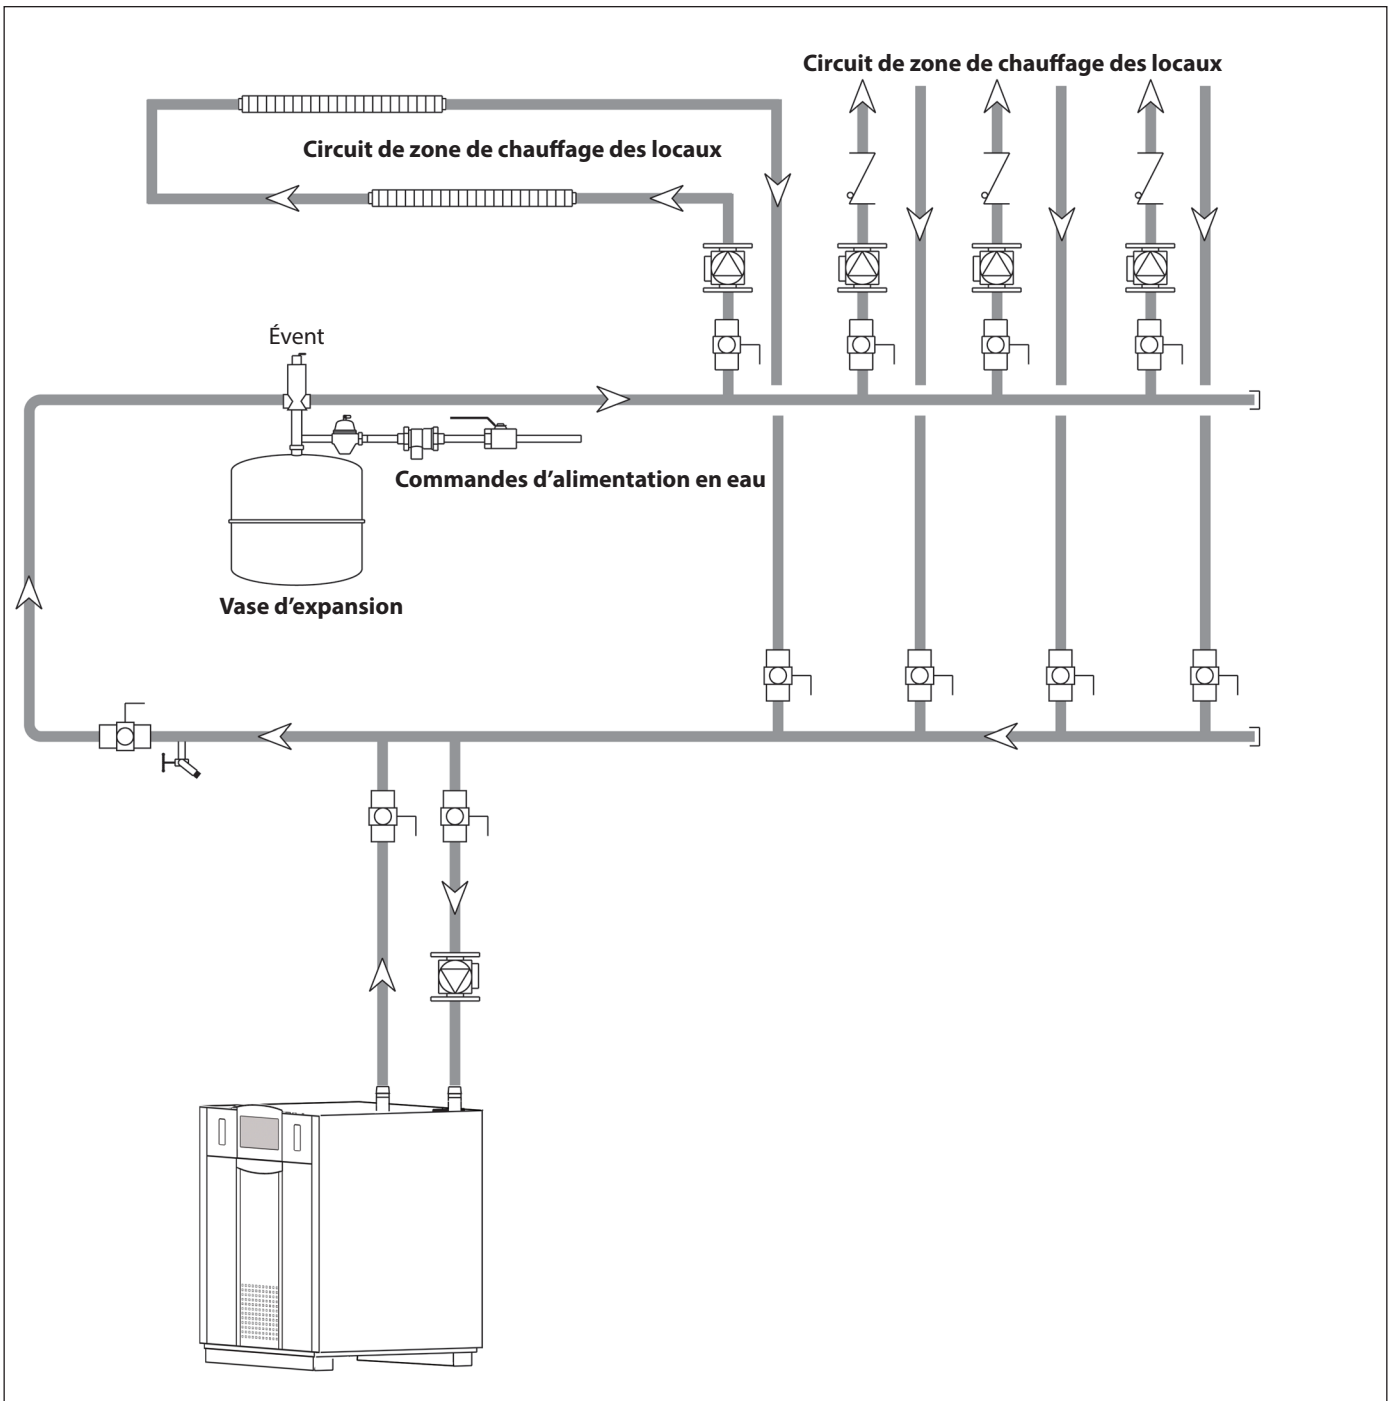 Circuit de zone de chauffage des locaux
Circuit de zone de chauffage des locaux
Évent
Commandes d’alimentation en eau
Vase d’expansion